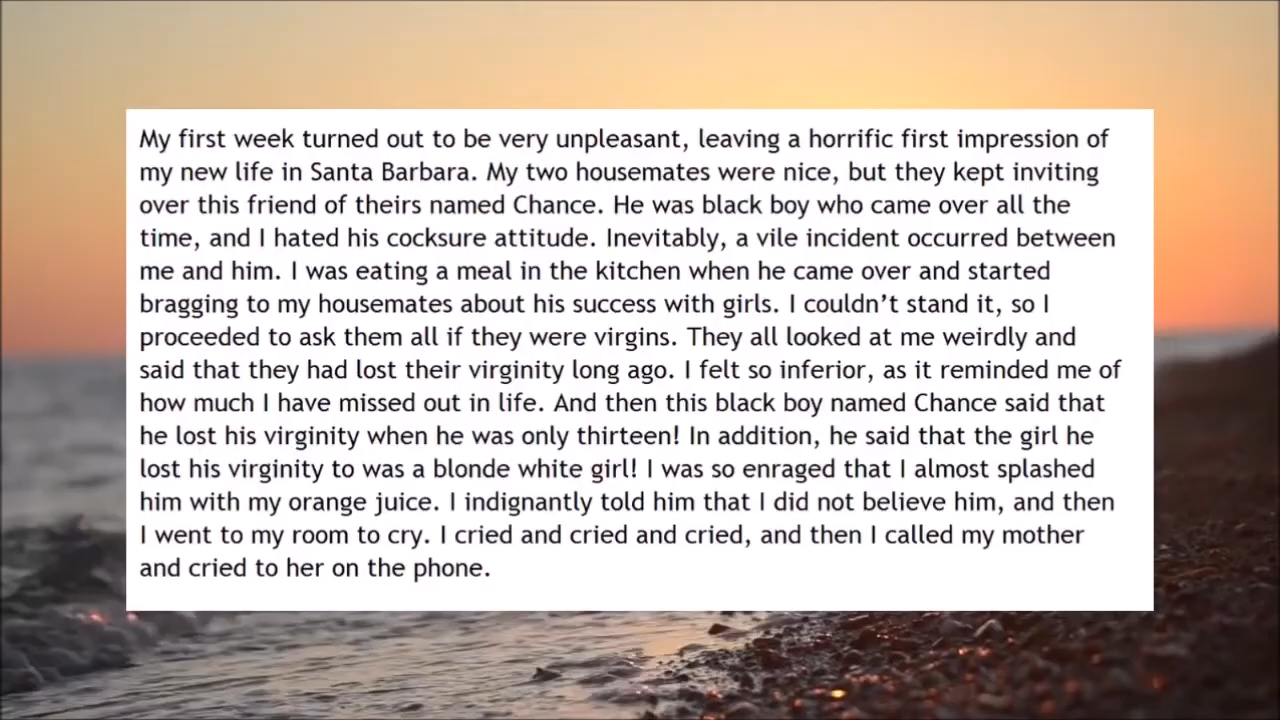 My first week turned out to be very unpleasant, leaving a horrific first impression of
my new life in Santa Barbara. My two housemates were nice, but they kept inviting
over this friend of theirs named Chance. He was black boy who came over all the
time, and I hated his cocksure attitude. Inevitably, a vile incident occurred between
me and him. I was eating a meal in the kitchen when he came over and started
bragging to my housemates about his success with girls. I couldn't stand it, so I
proceeded to ask them all if they were virgins. They all looked at me weirdly and
said that they had lost their virginity long ago. I felt so inferior, as it reminded me of
how much I have missed out in life. And then this black boy named Chance said that
he lost his virginity when he was only thirteen! In addition, he said that the girl he
lost his virginity to was a blonde white girl! I was so enraged that I almost splashed
him with my orange juice. I indignantly told him that I did not believe him, and then
I went to my room to cry. I cried and cried and cried, and then I called my mother
and cried to her on the phone.